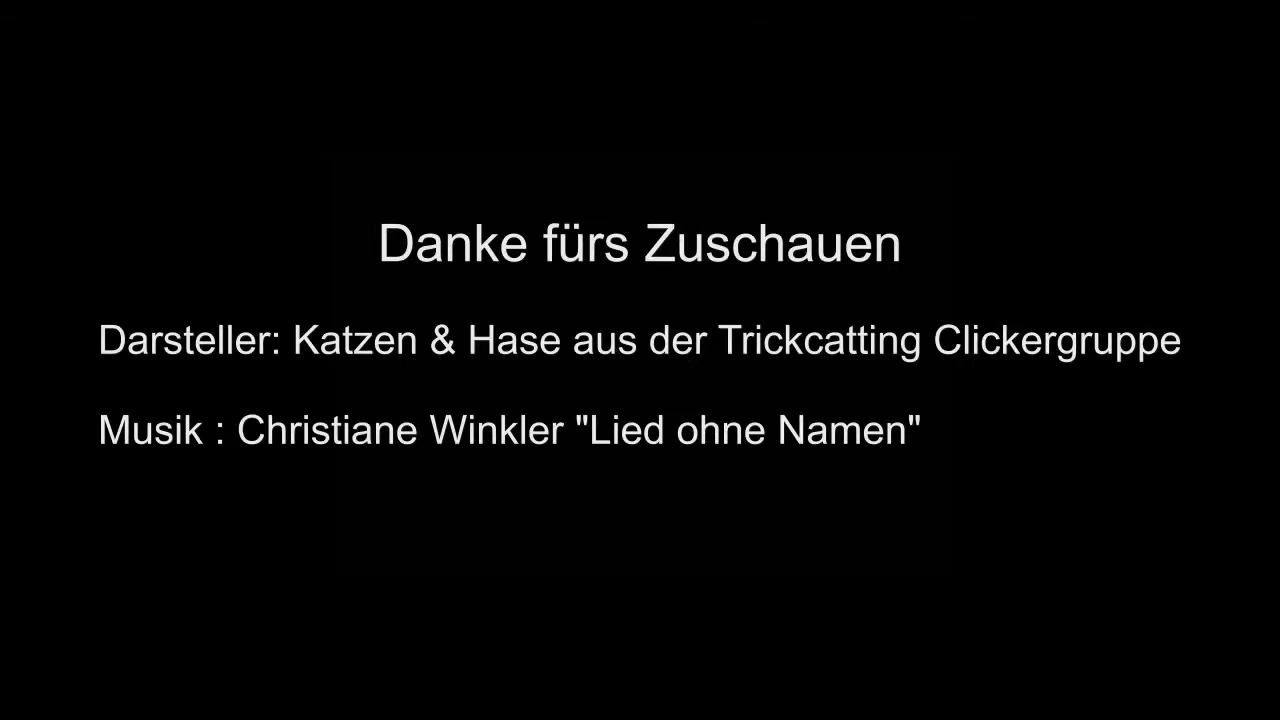 Danke fürs Zuschauen
Darsteller: Katzen & Hase aus der Trickcatting Clickergruppe
Musik : Christiane Winkler "Lied ohne Namen"